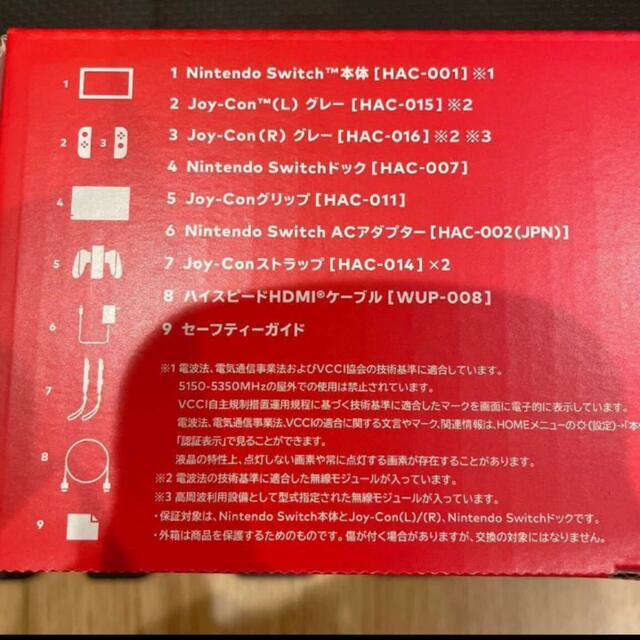 1 Nintendo Switch™本体[HAC-001]※1
2 Joy-Con™(L) グレー[HAC-015]※2
3 Joy-Con(R) グレー[HAC-016]※2 ※3
4 Nintendo Switchドック[HAC-007]
5 Joy-Conグリップ[HAC-011]
6 Nintendo Switch ACアダプター[HAC-002(JPN)]
7 Joy-Conストラップ[HAC-014]×2
8 ハイスピードHDMI®ケーブル[WUP-008]
9 セーフティーガイド
1
2 3
4
5
6
7
8
9
※1 電波法、電気通信事業法およびVCCI協会の技術基準に適合しています。
5150-5350MHzの屋外での使用は禁止されています。
VCCI自主規制措置運用規程に基づく技術基準に適合したマークを画面に電子的に表示しています。
電波法、電気通信事業法、VCCIの適合に関する文言やマーク、関連情報は、HOMEメニューの(設定)→「本
「認証表示」で見ることができます。
液晶の特性上、点灯しない画素や常に点灯する画素が存在することがあります。
※2 電波法の技術基準に適合した無線モジュールが入っています。
※3 高周波利用設備として型式指定された無線モジュールが入っています。
・保証対象は、Nintendo Switch本体とJoy-Con(L)/(R)、Nintendo Switchドックです。
・外箱は商品を保護するためのものです。傷が付く場合がありますが、交換の対象にはなりません。